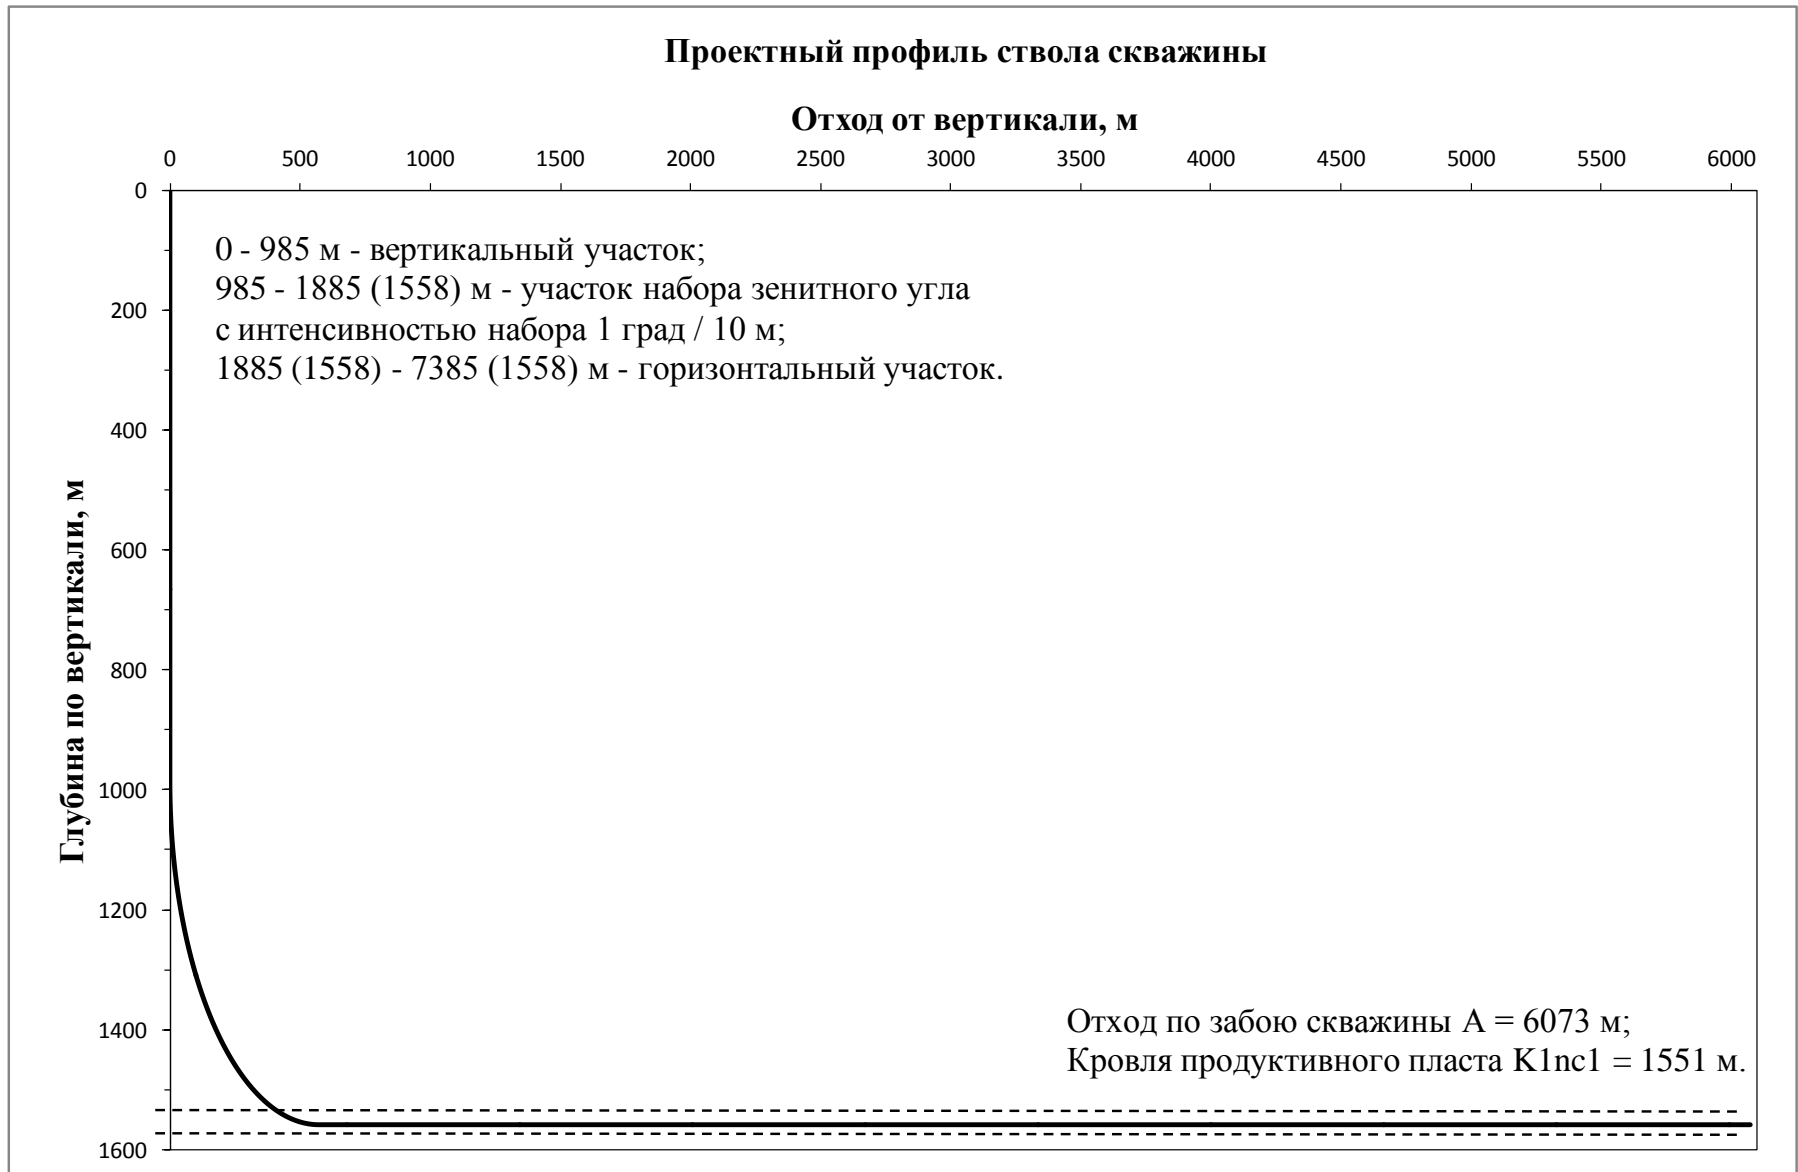 Проектный профиль ствола скважины
Отход от вертикали, м
0 500 1000 1500 2000 2500 3000 3500 4000 4500 5000 5500 6000
0
0 - 985 м - вертикальный участок;
985 - 1885 (1558) м - участок набора зенитного угла
200
с интенсивностью набора 1 град / 10 м;
1885 (1558) - 7385 (1558) м - горизонтальный участок.
400
Глубина по вертикали, м
600
800
1000
1200
1400
Отход по забою скважины А = 6073 м;
Кровля продуктивного пласта K1nc1 = 1551 м.
1600